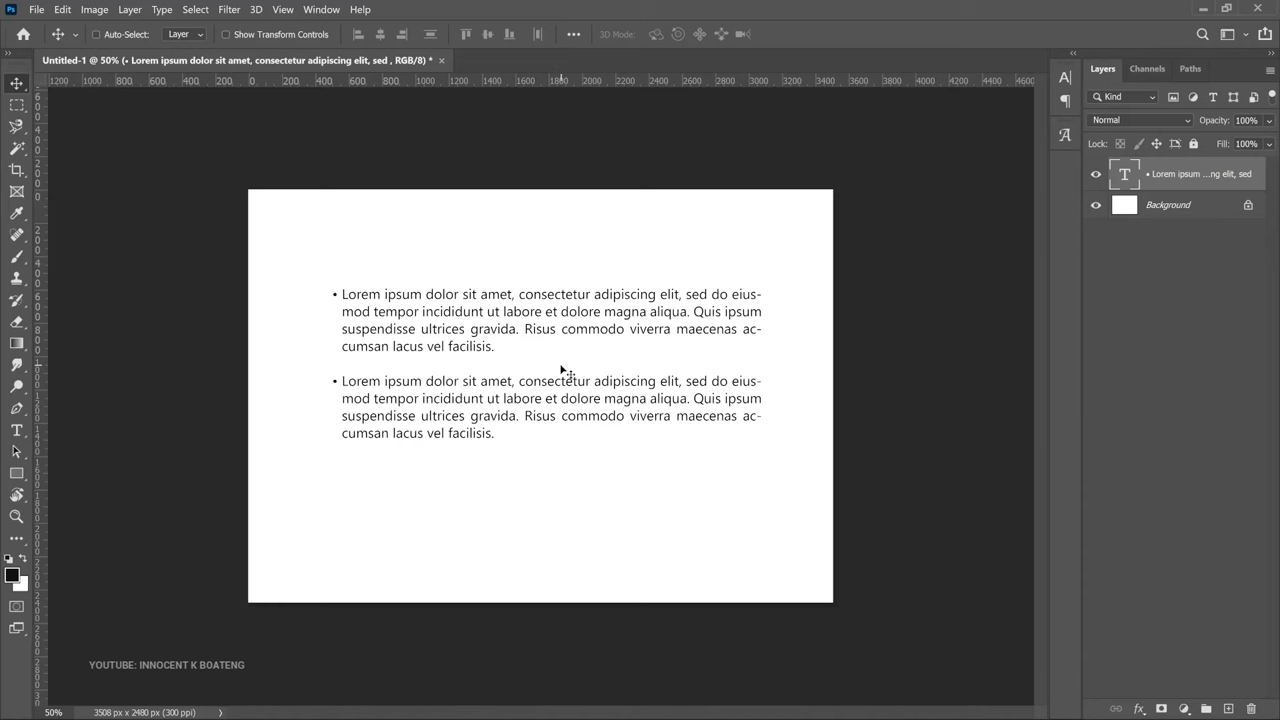 File Edit Image Layer Type Select Filter 3D View Window Help
Auto-Select: Layer Show Transform Controls 3D Mode:
Untitled-1 @ 50% (• Lorem ipsum dolor sit amet, consectetur adipiscing elit, sed , RGB/8) *
1200 1000 800 600 400 200 0 200 400 600 800 1000 1200 1400 1600 1800 2000 2200 2400 2600 2800 3000 3200 3400 3600 3800 4000 4200 4400 4600
Layers Channels Paths
Kind
Normal Opacity: 100%
Lock: Fill: 100%
• Lorem ipsum ...ng elit, sed
Background
• Lorem ipsum dolor sit amet, consectetur adipiscing elit, sed do eius-
mod tempor incididunt ut labore et dolore magna aliqua. Quis ipsum
suspendisse ultrices gravida. Risus commodo viverra maecenas ac-
cumsan lacus vel facilisis.
• Lorem ipsum dolor sit amet, consectetur adipiscing elit, sed do eius-
mod tempor incididunt ut labore et dolore magna aliqua. Quis ipsum
suspendisse ultrices gravida. Risus commodo viverra maecenas ac-
cumsan lacus vel facilisis.
YOUTUBE: INNOCENT K BOATENG
50% 3508 px x 2480 px (300 ppi)